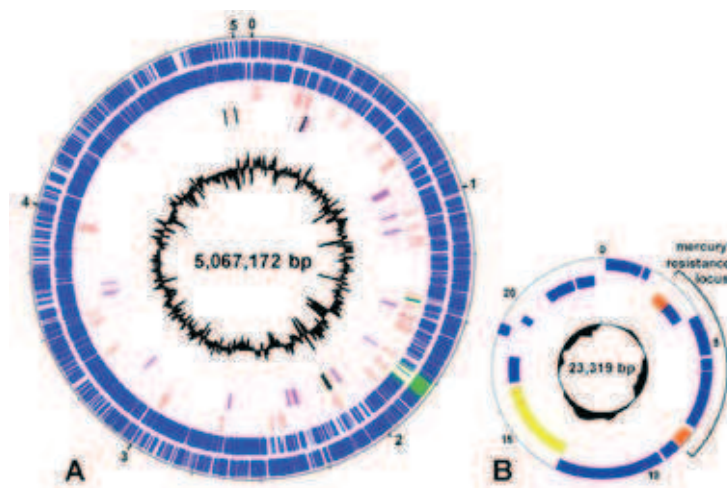 5 0
1
4
5,067,172 bp
3
2
A
0
mercury
resistance
locus
20
5
23,319 bp
15
10
B